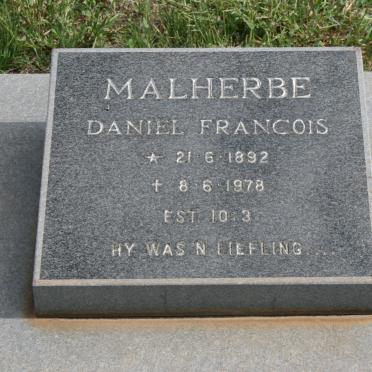 MALHERBE
DANIEL FRANCOIS
★ 21·6·1892
✝ 8·6·1978
EST. 10:3
HY WAS 'N LIEFLING...